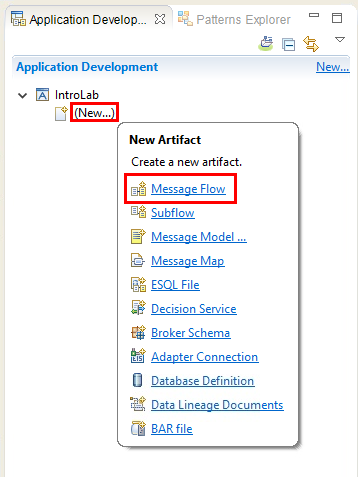 Application Develop... Patterns Explorer
Application Development New...
IntroLab
(New...)
New Artifact
Create a new artifact.
Message Flow
Subflow
Message Model ...
Message Map
ESQL File
Decision Service
Broker Schema
Adapter Connection
Database Definition
Data Lineage Documents
BAR file